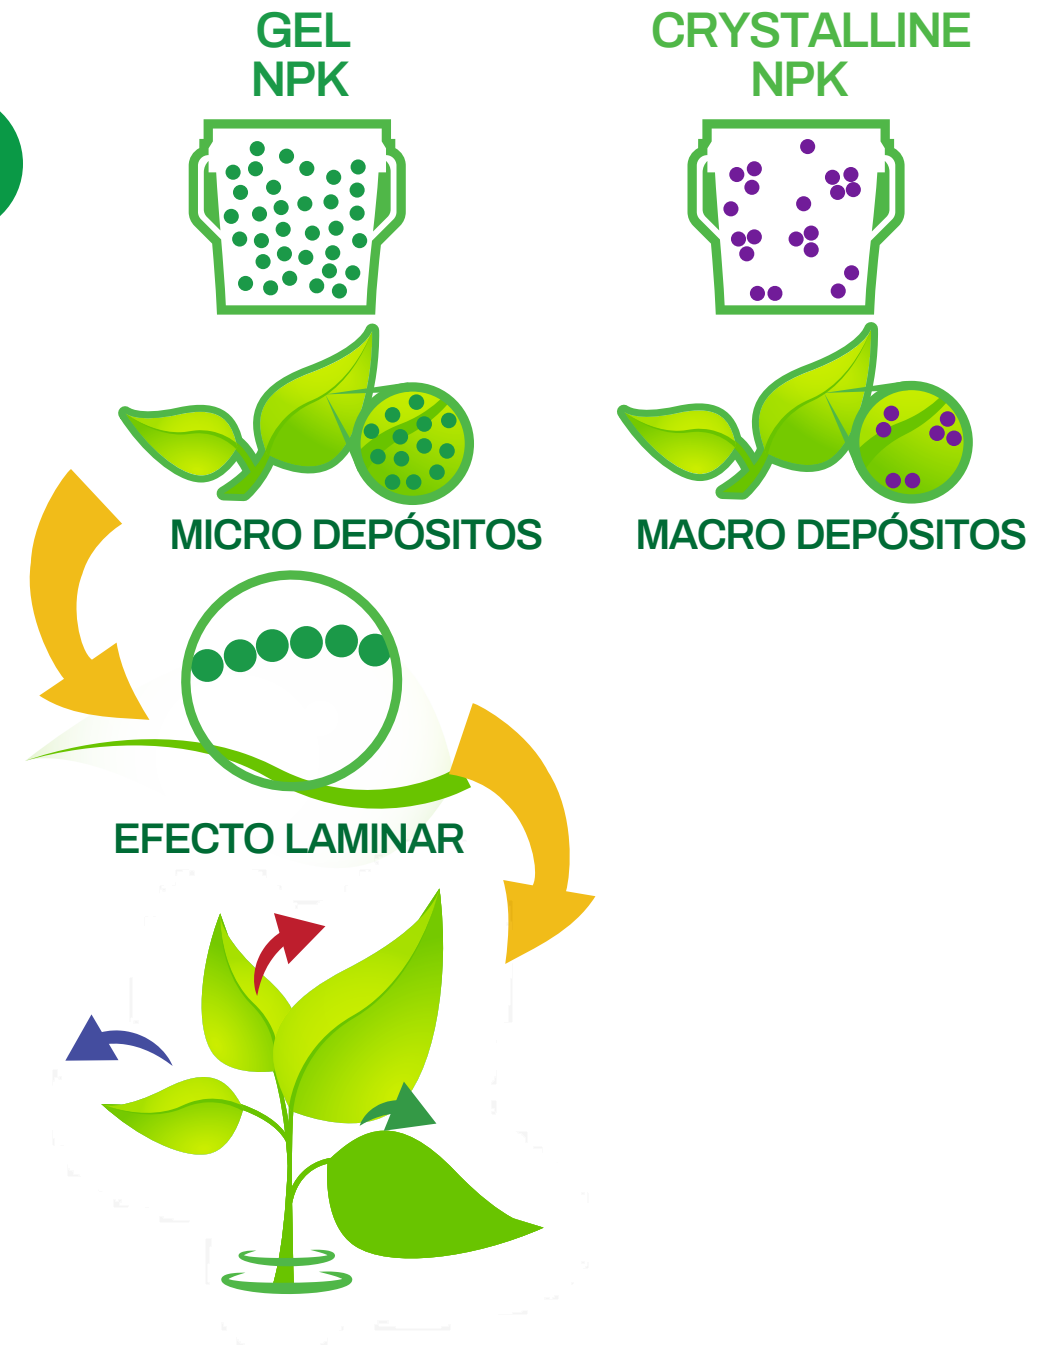 GEL
NPK
CRYSTALLINE
NPK
MICRO DEPÓSITOS
MACRO DEPÓSITOS
EFECTO LAMINAR